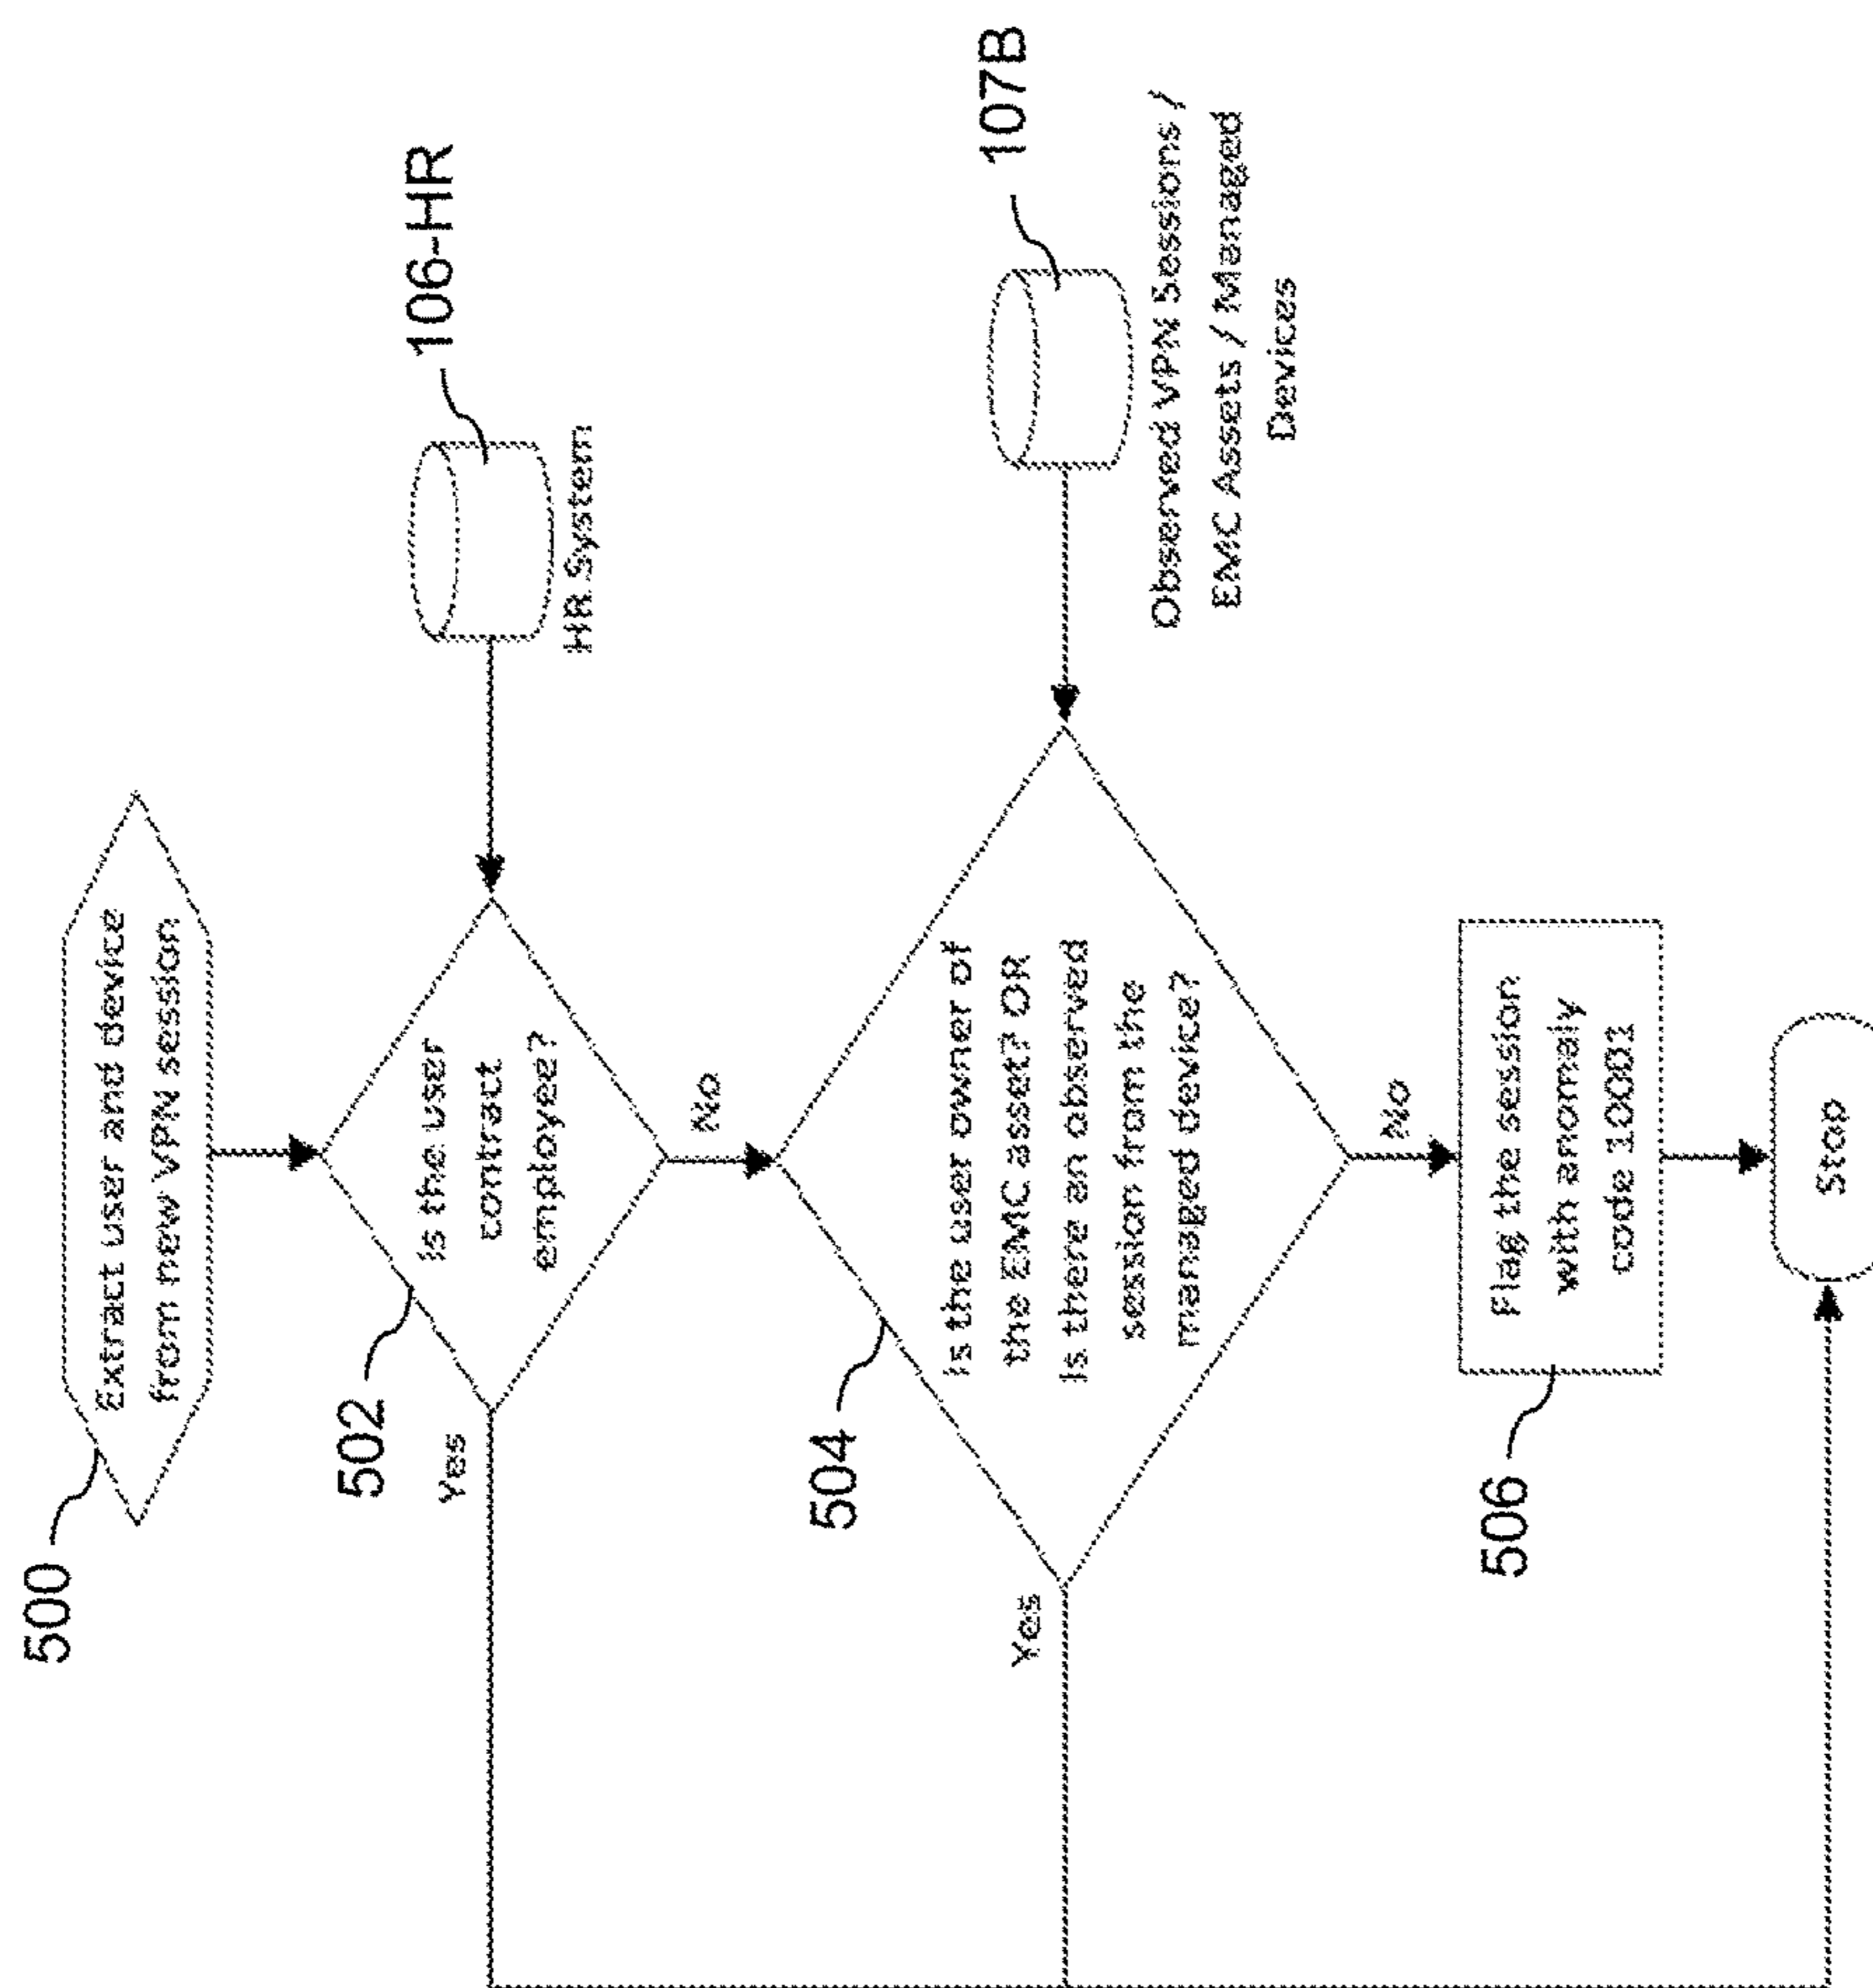 500
Extract user and device
from new VPN session
106-HR
HR System
502
is the user
contract
employee?
Yes
No
107B
Observed VPN Sessions /
EMC Assets / Managed
Devices
504
is the user owner of
the EMC asset? OR
is there an observed
session from the
managed device?
Yes
No
506
Flag the session
with anomaly
code 10001
Stop